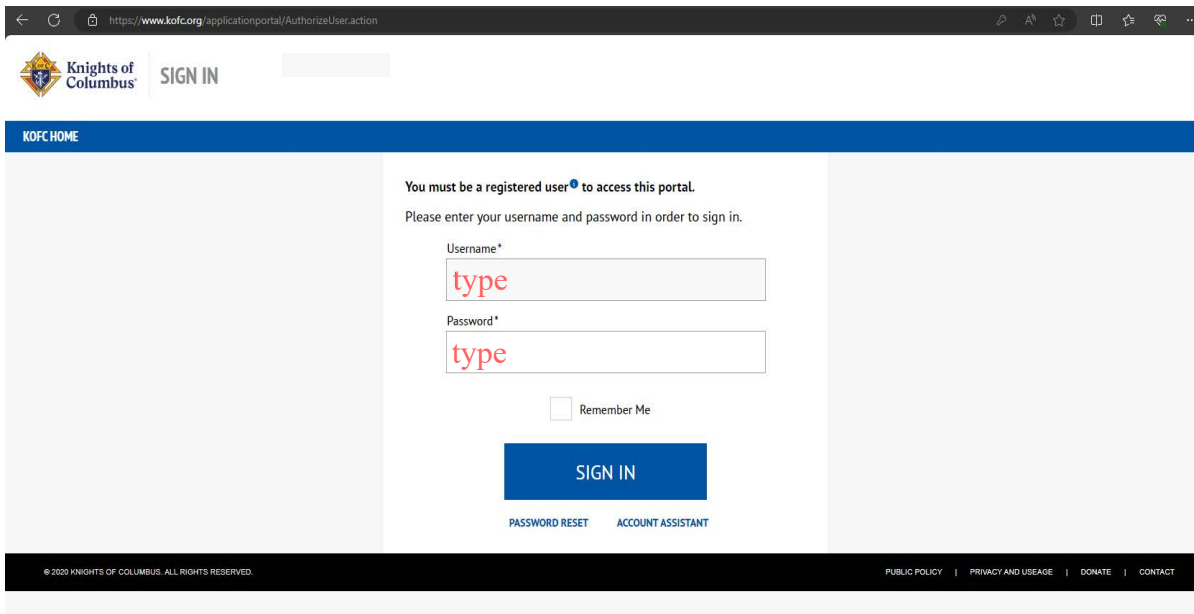 https://www.kofc.org/applicationportal/AuthorizeUser.action
Knights of
Columbus
SIGN IN
KOFC HOME
You must be a registered user to access this portal.
Please enter your username and password in order to sign in.
Username*
type
Password*
type
Remember Me
SIGN IN
PASSWORD RESET ACCOUNT ASSISTANT
© 2020 KNIGHTS OF COLUMBUS. ALL RIGHTS RESERVED. PUBLIC POLICY | PRIVACY AND USEAGE | DONATE | CONTACT